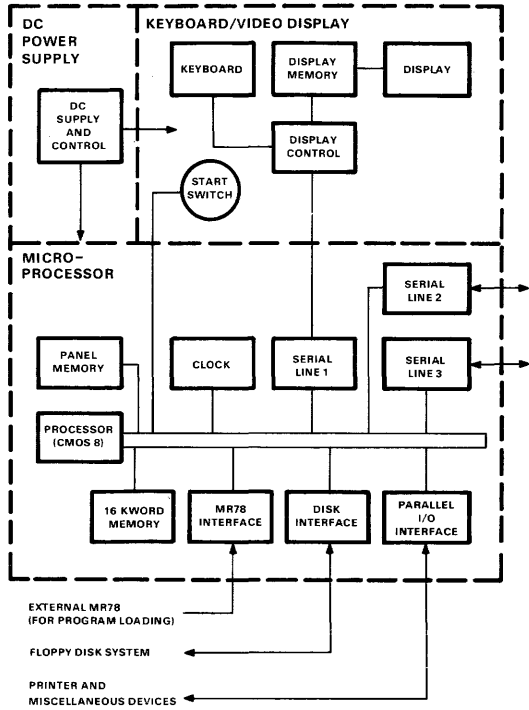 DC
POWER
SUPPLY
KEYBOARD/VIDEO DISPLAY
KEYBOARD
DISPLAY
MEMORY
DISPLAY
DC
SUPPLY
AND
CONTROL
DISPLAY
CONTROL
START
SWITCH
MICRO-
PROCESSOR
SERIAL
LINE 2
PANEL
MEMORY
CLOCK
SERIAL
LINE 1
SERIAL
LINE 3
PROCESSOR
(CMOS 8)
16 KWORD
MEMORY
MR78
INTERFACE
DISK
INTERFACE
PARALLEL
I/O
INTERFACE
EXTERNAL MR78
(FOR PROGRAM LOADING)
FLOPPY DISK SYSTEM
PRINTER AND
MISCELLANEOUS DEVICES